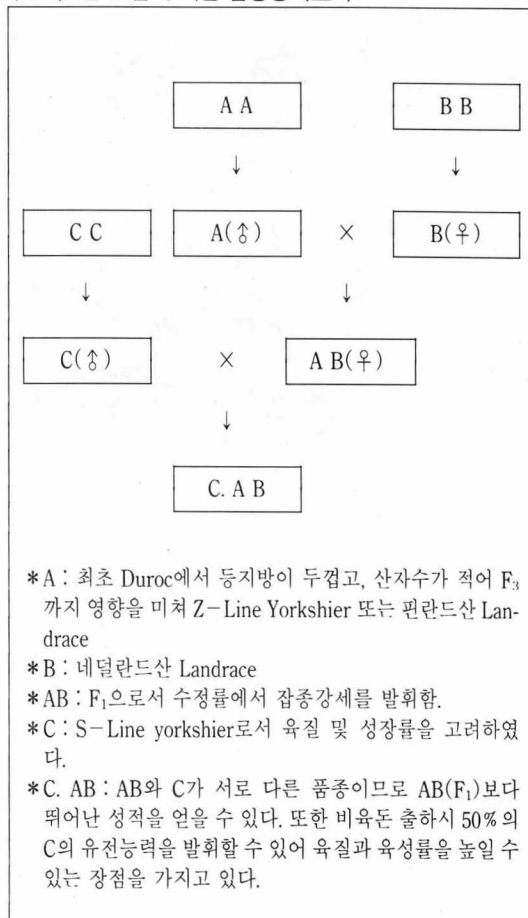 A A
B B
↓
↓
C C
A(♂)
×
B(♀)
↓
↓
C(♂)
×
A B(♀)
↓
C. A B
*A : 최초 Duroc에서 등지방이 두껍고, 산자수가 적어 F₃
까지 영향을 미쳐 Z-Line Yorkshier 또는 핀란드산 Lan-
drace
*B : 네덜란드산 Landrace
*AB : F₁으로서 수정률에서 잡종강세를 발휘함.
*C : S-Line yorkshier로서 육질 및 성장률을 고려하였
다.
*C. AB : AB와 C가 서로 다른 품종이므로 AB(F₁)보다
뛰어난 성적을 얻을 수 있다. 또한 비육돈 출하시 50%의
C의 유전능력을 발휘할 수 있어 육질과 육성률을 높일 수
있는 장점을 가지고 있다.